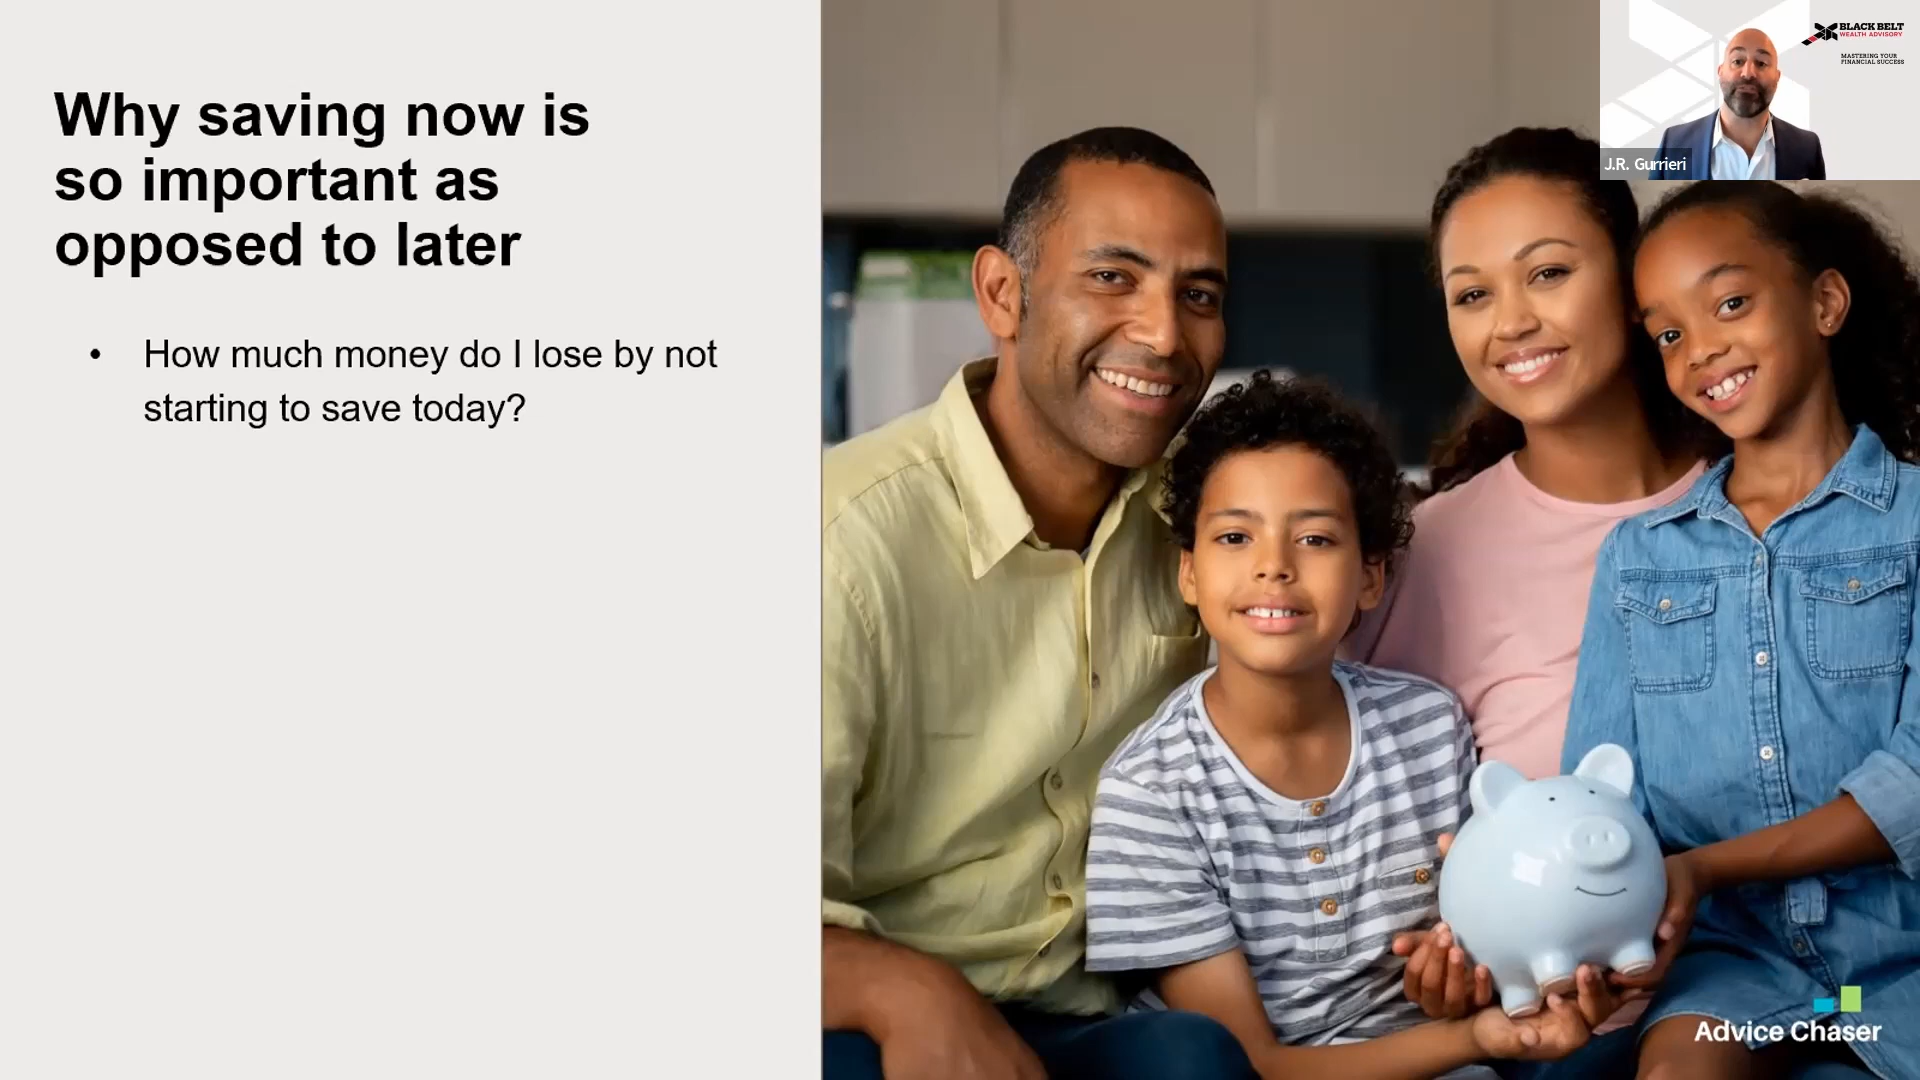 Why saving now is
so important as
opposed to later
• How much money do I lose by not
starting to save today?
BLACK BELT
WEALTH ADVISORY
MASTERING YOUR
FINANCIAL SUCCESS
J.R. Gurrieri
Advice Chaser